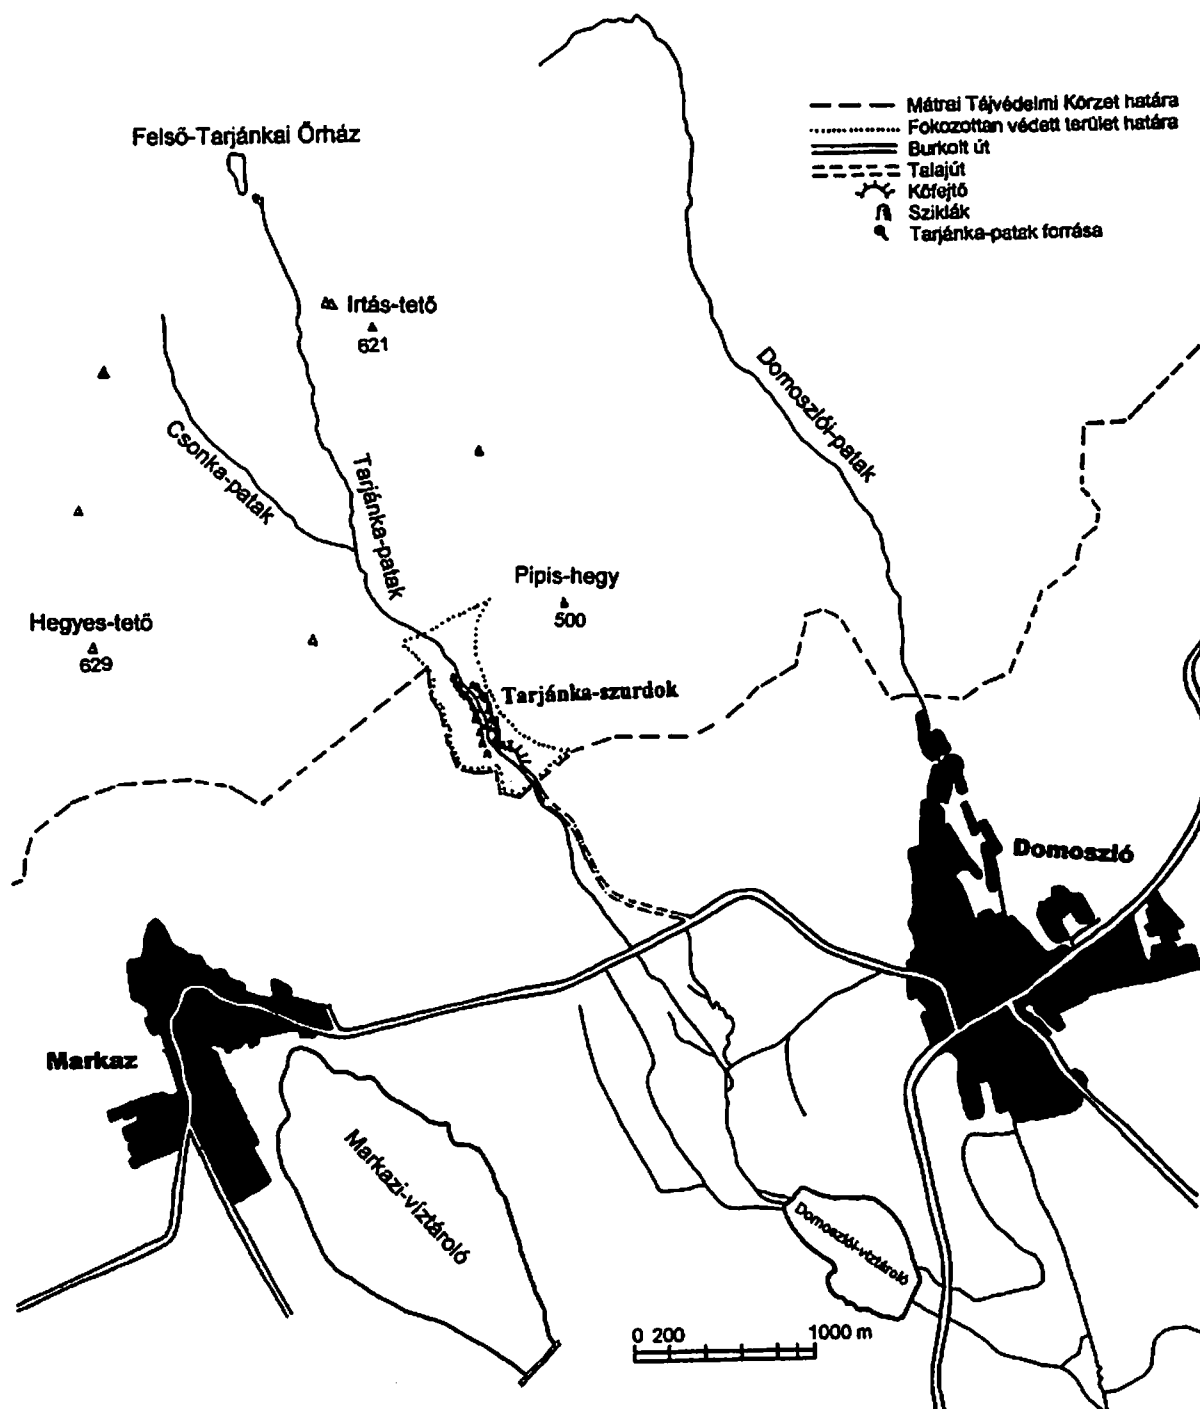 Mátrai Tájvédelmi Körzet határa
Fokozottan védett terület határa
Burkolt út
Talajút
Kőfejtő
Sziklák
Tarjánka-patak forrása
Felső-Tarjánkai Őrház
Irtás-tető
621
Domoszlói-patak
Csonka-patak
Tarjánka-patak
Pipis-hegy
500
Hegyes-tető
629
Tarjánka-szurdok
Domoszló
Markaz
Markazi-víztároló
Domoszlói-víztároló
0 200 1000 m